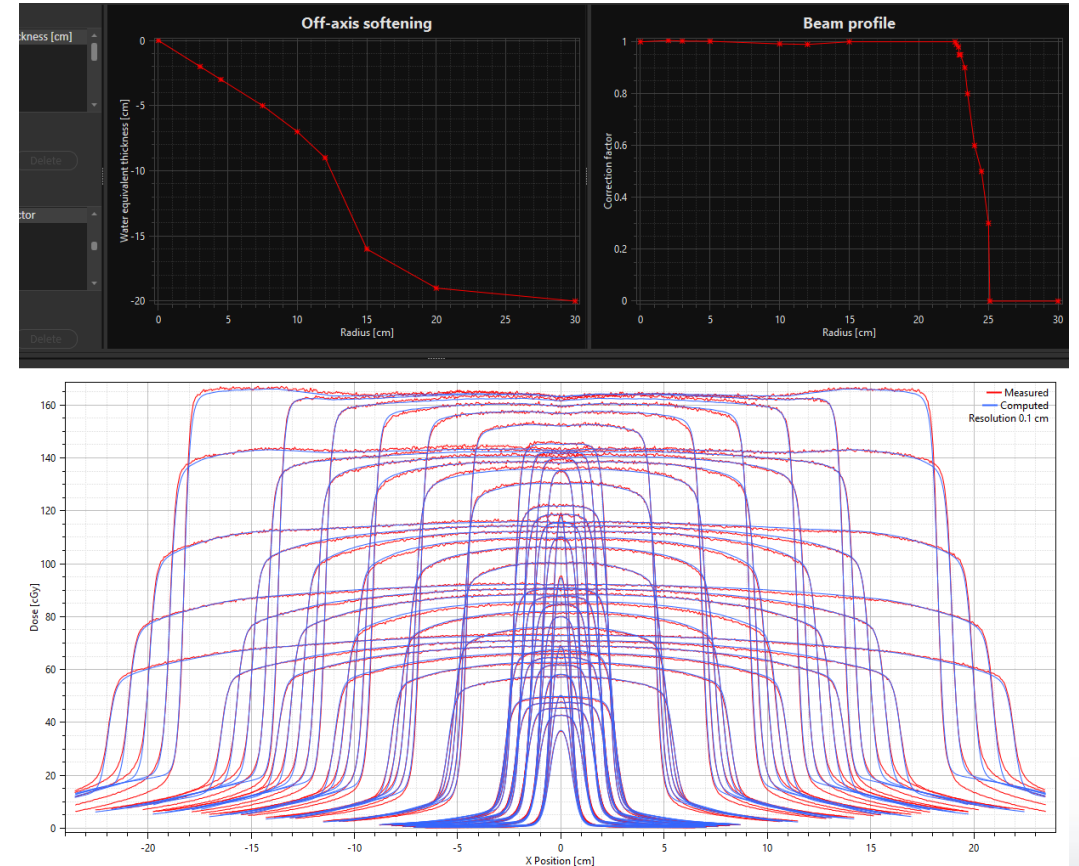 Off-axis softening
Beam profile
kness [cm]
Delete
ctor
Delete
Water equivalent thickness [cm]
0
-5
-10
-15
-20
0 5 10 15 20 25 30
Radius [cm]
Correction factor
1
0.8
0.6
0.4
0.2
0
0 5 10 15 20 25 30
Radius [cm]
Measured
Computed
Resolution 0.1 cm
Dose [cGy]
160
140
120
100
80
60
40
20
0
-20 -15 -10 -5 0 5 10 15 20
X Position [cm]